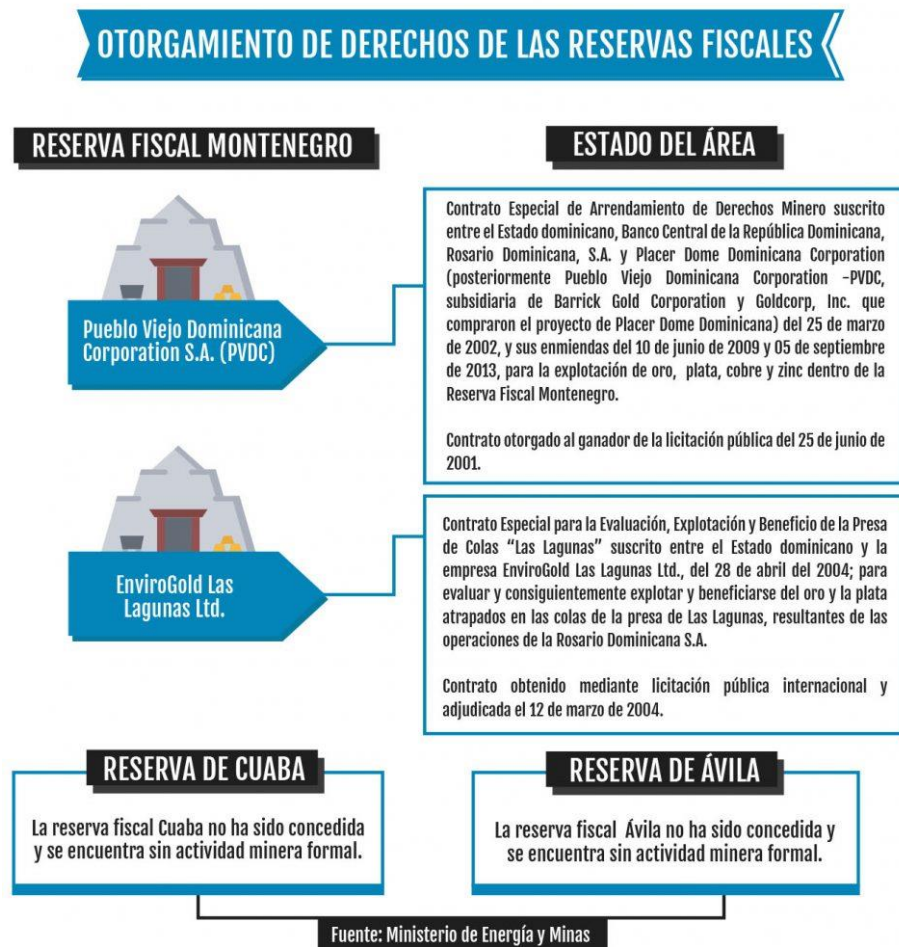 OTORGAMIENTO DE DERECHOS DE LAS RESERVAS FISCALES
RESERVA FISCAL MONTENEGRO
Pueblo Viejo Dominicana
Corporation S.A. (PVDC)
EnviroGold Las
Lagunas Ltd.
ESTADO DEL ÁREA
Contrato Especial de Arrendamiento de Derechos Minero suscrito
entre el Estado dominicano, Banco Central de la República Dominicana,
Rosario Dominicana, S.A. y Placer Dome Dominicana Corporation
(posteriormente Pueblo Viejo Dominicana Corporation -PVDC,
subsidiaria de Barrick Gold Corporation y Goldcorp, Inc. que
compraron el proyecto de Placer Dome Dominicana) del 25 de marzo
de 2002, y sus enmiendas del 10 de junio de 2009 y 05 de septiembre
de 2013, para la explotación de oro, plata, cobre y zinc dentro de la
Reserva Fiscal Montenegro.
Contrato otorgado al ganador de la licitación pública del 25 de junio de
2001.
Contrato Especial para la Evaluación, Explotación y Beneficio de la Presa
de Colas “Las Lagunas” suscrito entre el Estado dominicano y la
empresa EnviroGold Las Lagunas Ltd., del 28 de abril del 2004; para
evaluar y consiguientemente explotar y beneficiarse del oro y la plata
atrapados en las colas de la presa de Las Lagunas, resultantes de las
operaciones de la Rosario Dominicana S.A.
Contrato obtenido mediante licitación pública internacional y
adjudicada el 12 de marzo de 2004.
RESERVA DE CUABA
La reserva fiscal Cuaba no ha sido concedida
y se encuentra sin actividad minera formal.
RESERVA DE ÁVILA
La reserva fiscal Ávila no ha sido concedida y
se encuentra sin actividad minera formal.
Fuente: Ministerio de Energía y Minas